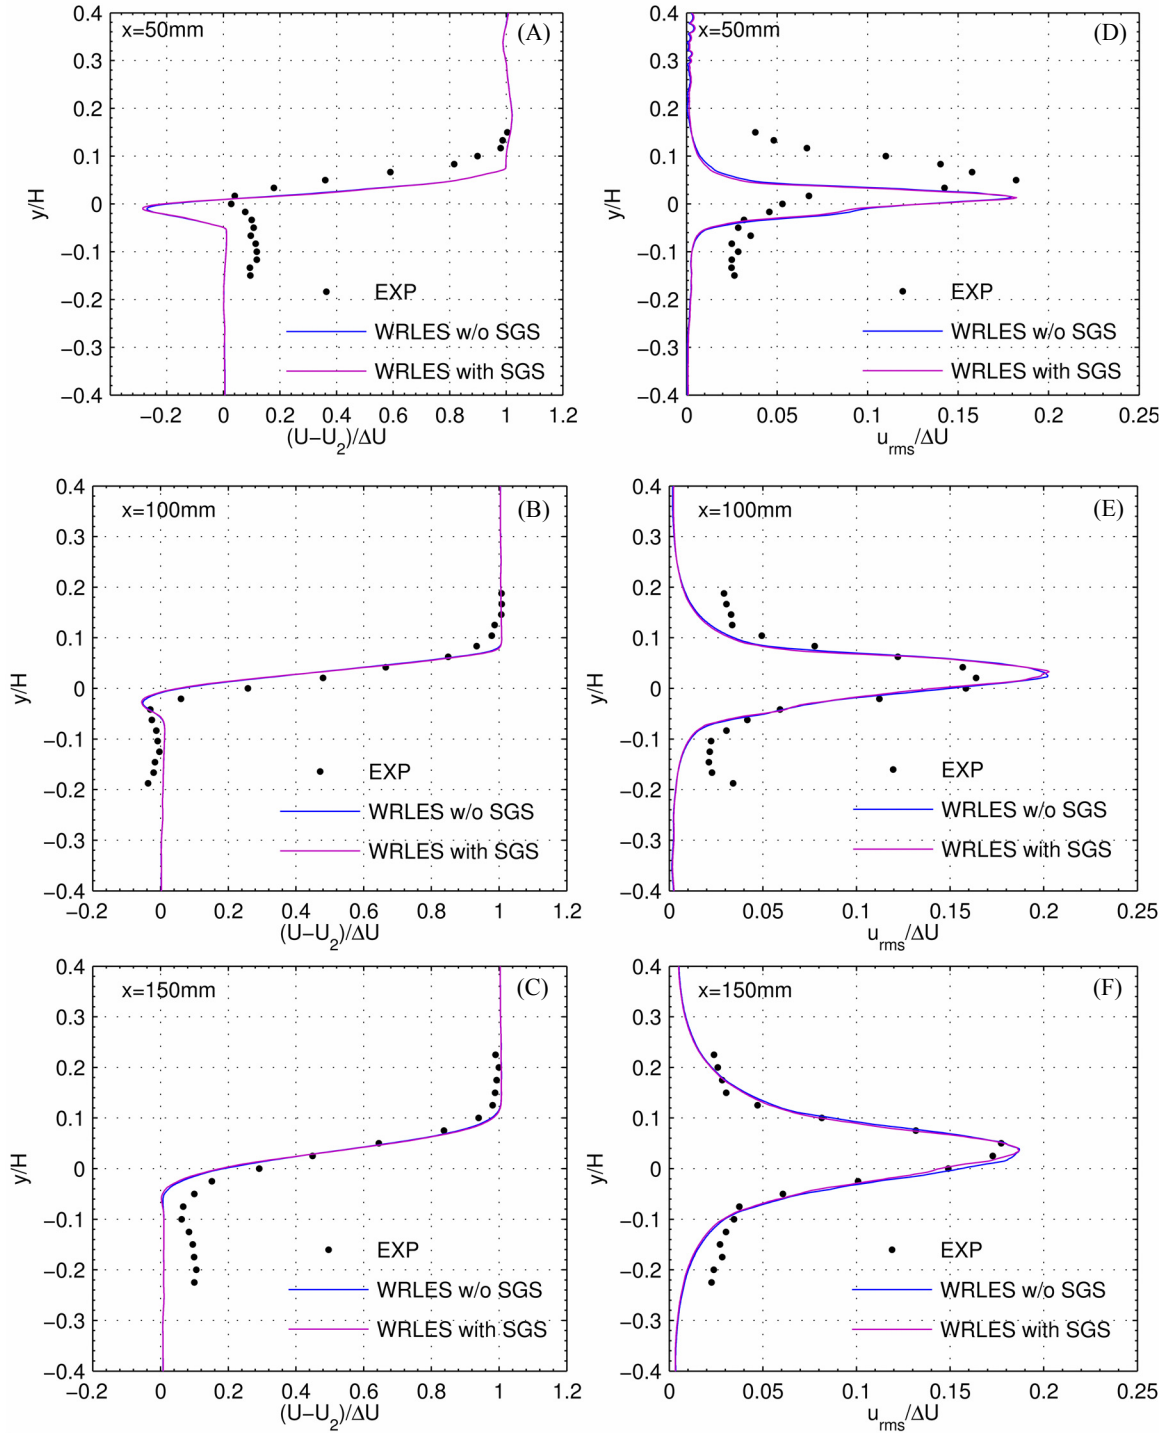 x=50mm
(A)
0.4
0.3
0.2
0.1
0
−0.1
−0.2
−0.3
−0.4
y/H
EXP
WRLES w/o SGS
WRLES with SGS
−0.2 0 0.2 0.4 0.6 0.8 1 1.2
(U−U2)/ΔU
x=50mm
(D)
0.4
0.3
0.2
0.1
0
−0.1
−0.2
−0.3
−0.4
y/H
EXP
WRLES w/o SGS
WRLES with SGS
0 0.05 0.1 0.15 0.2 0.25
urms/ΔU
x=100mm
(B)
0.4
0.3
0.2
0.1
0
−0.1
−0.2
−0.3
−0.4
y/H
EXP
WRLES w/o SGS
WRLES with SGS
−0.2 0 0.2 0.4 0.6 0.8 1 1.2
(U−U2)/ΔU
x=100mm
(E)
0.4
0.3
0.2
0.1
0
−0.1
−0.2
−0.3
−0.4
y/H
EXP
WRLES w/o SGS
WRLES with SGS
0 0.05 0.1 0.15 0.2 0.25
urms/ΔU
x=150mm
(C)
0.4
0.3
0.2
0.1
0
−0.1
−0.2
−0.3
−0.4
y/H
EXP
WRLES w/o SGS
WRLES with SGS
−0.2 0 0.2 0.4 0.6 0.8 1 1.2
(U−U2)/ΔU
x=150mm
(F)
0.4
0.3
0.2
0.1
0
−0.1
−0.2
−0.3
−0.4
y/H
EXP
WRLES w/o SGS
WRLES with SGS
0 0.05 0.1 0.15 0.2 0.25
urms/ΔU